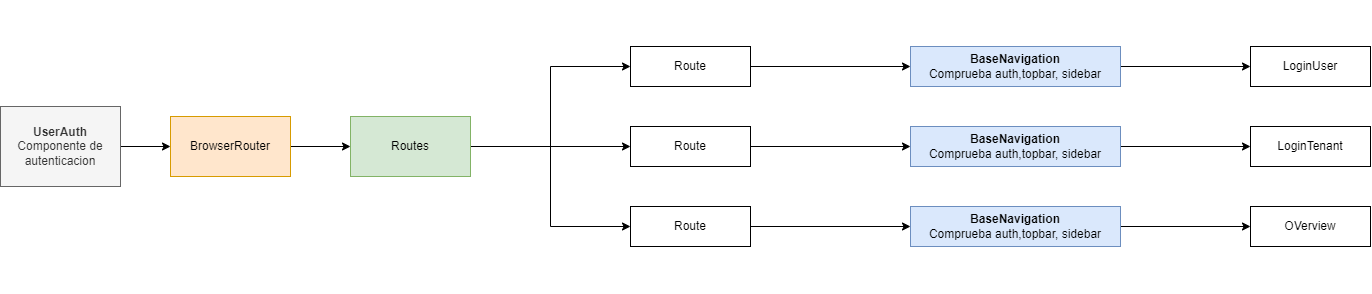 UserAuth
Componente de
autenticacion
BrowserRouter
Routes
Route
BaseNavigation
Comprueba auth,topbar, sidebar
LoginUser
Route
BaseNavigation
Comprueba auth,topbar, sidebar
LoginTenant
Route
BaseNavigation
Comprueba auth,topbar, sidebar
OVerview